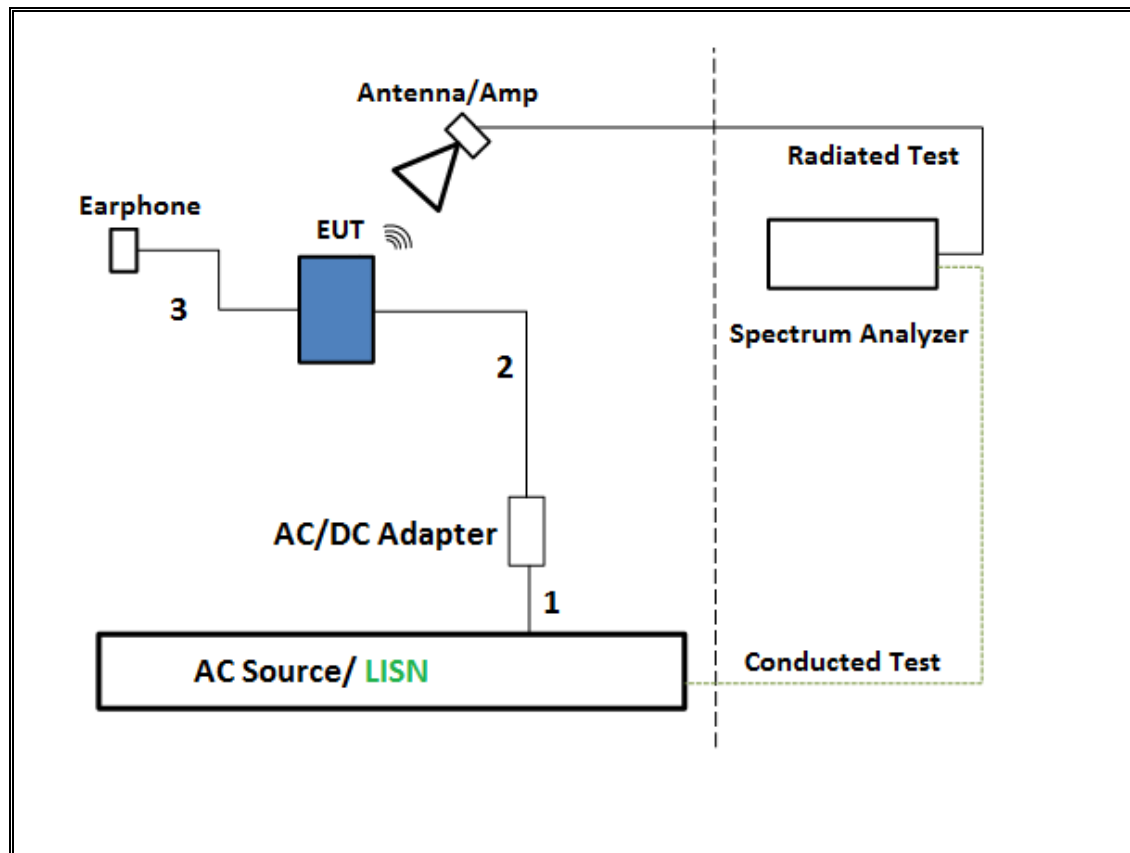 Antenna/Amp
Radiated Test
Earphone
EUT
3
Spectrum Analyzer
2
AC/DC Adapter
1
AC Source/ LISN
Conducted Test